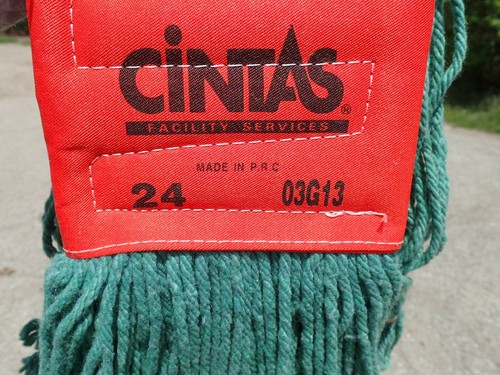 CiNTAS®
FACILITY SERVICES
MADE IN P.R.C
24 03G13